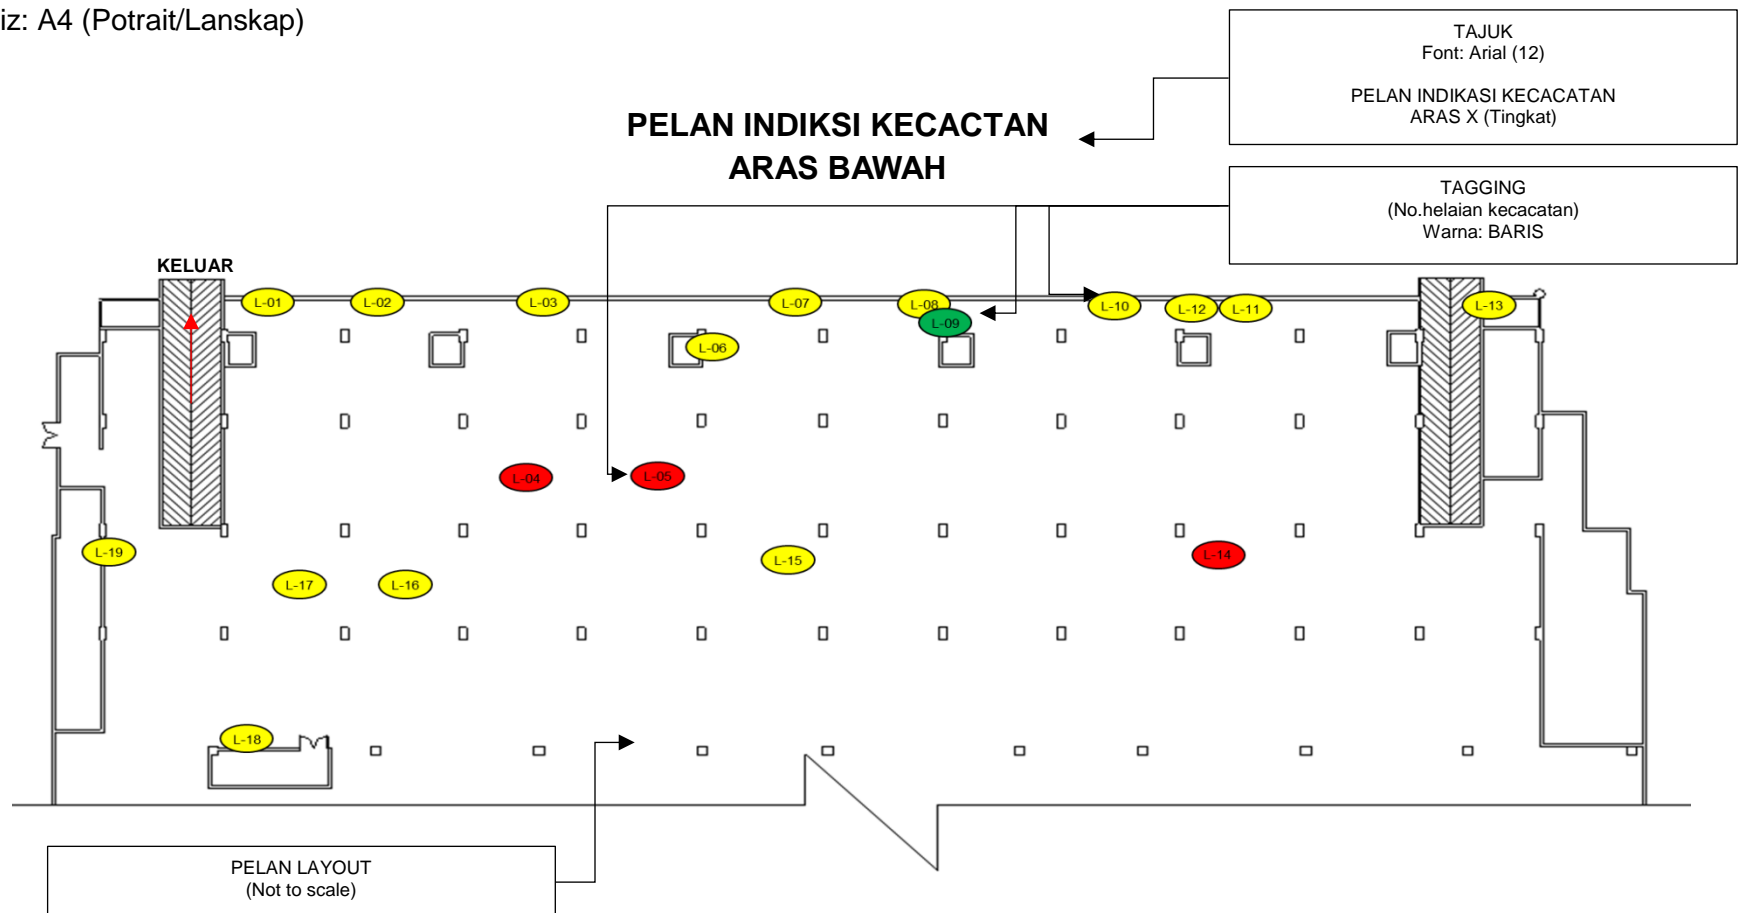 iz: A4 (Potrait/Lanskap)
TAJUK
Font: Arial (12)
PELAN INDIKASI KECACATAN
ARAS X (Tingkat)
PELAN INDIKSI KECACTAN
ARAS BAWAH
TAGGING
(No.helaian kecacatan)
Warna: BARIS
KELUAR
L-01
L-02
L-03
L-07
L-08
L-10
L-12
L-11
L-13
L-09
L-06
L-04
L-05
L-19
L-15
L-14
L-17
L-16
L-18
PELAN LAYOUT
(Not to scale)